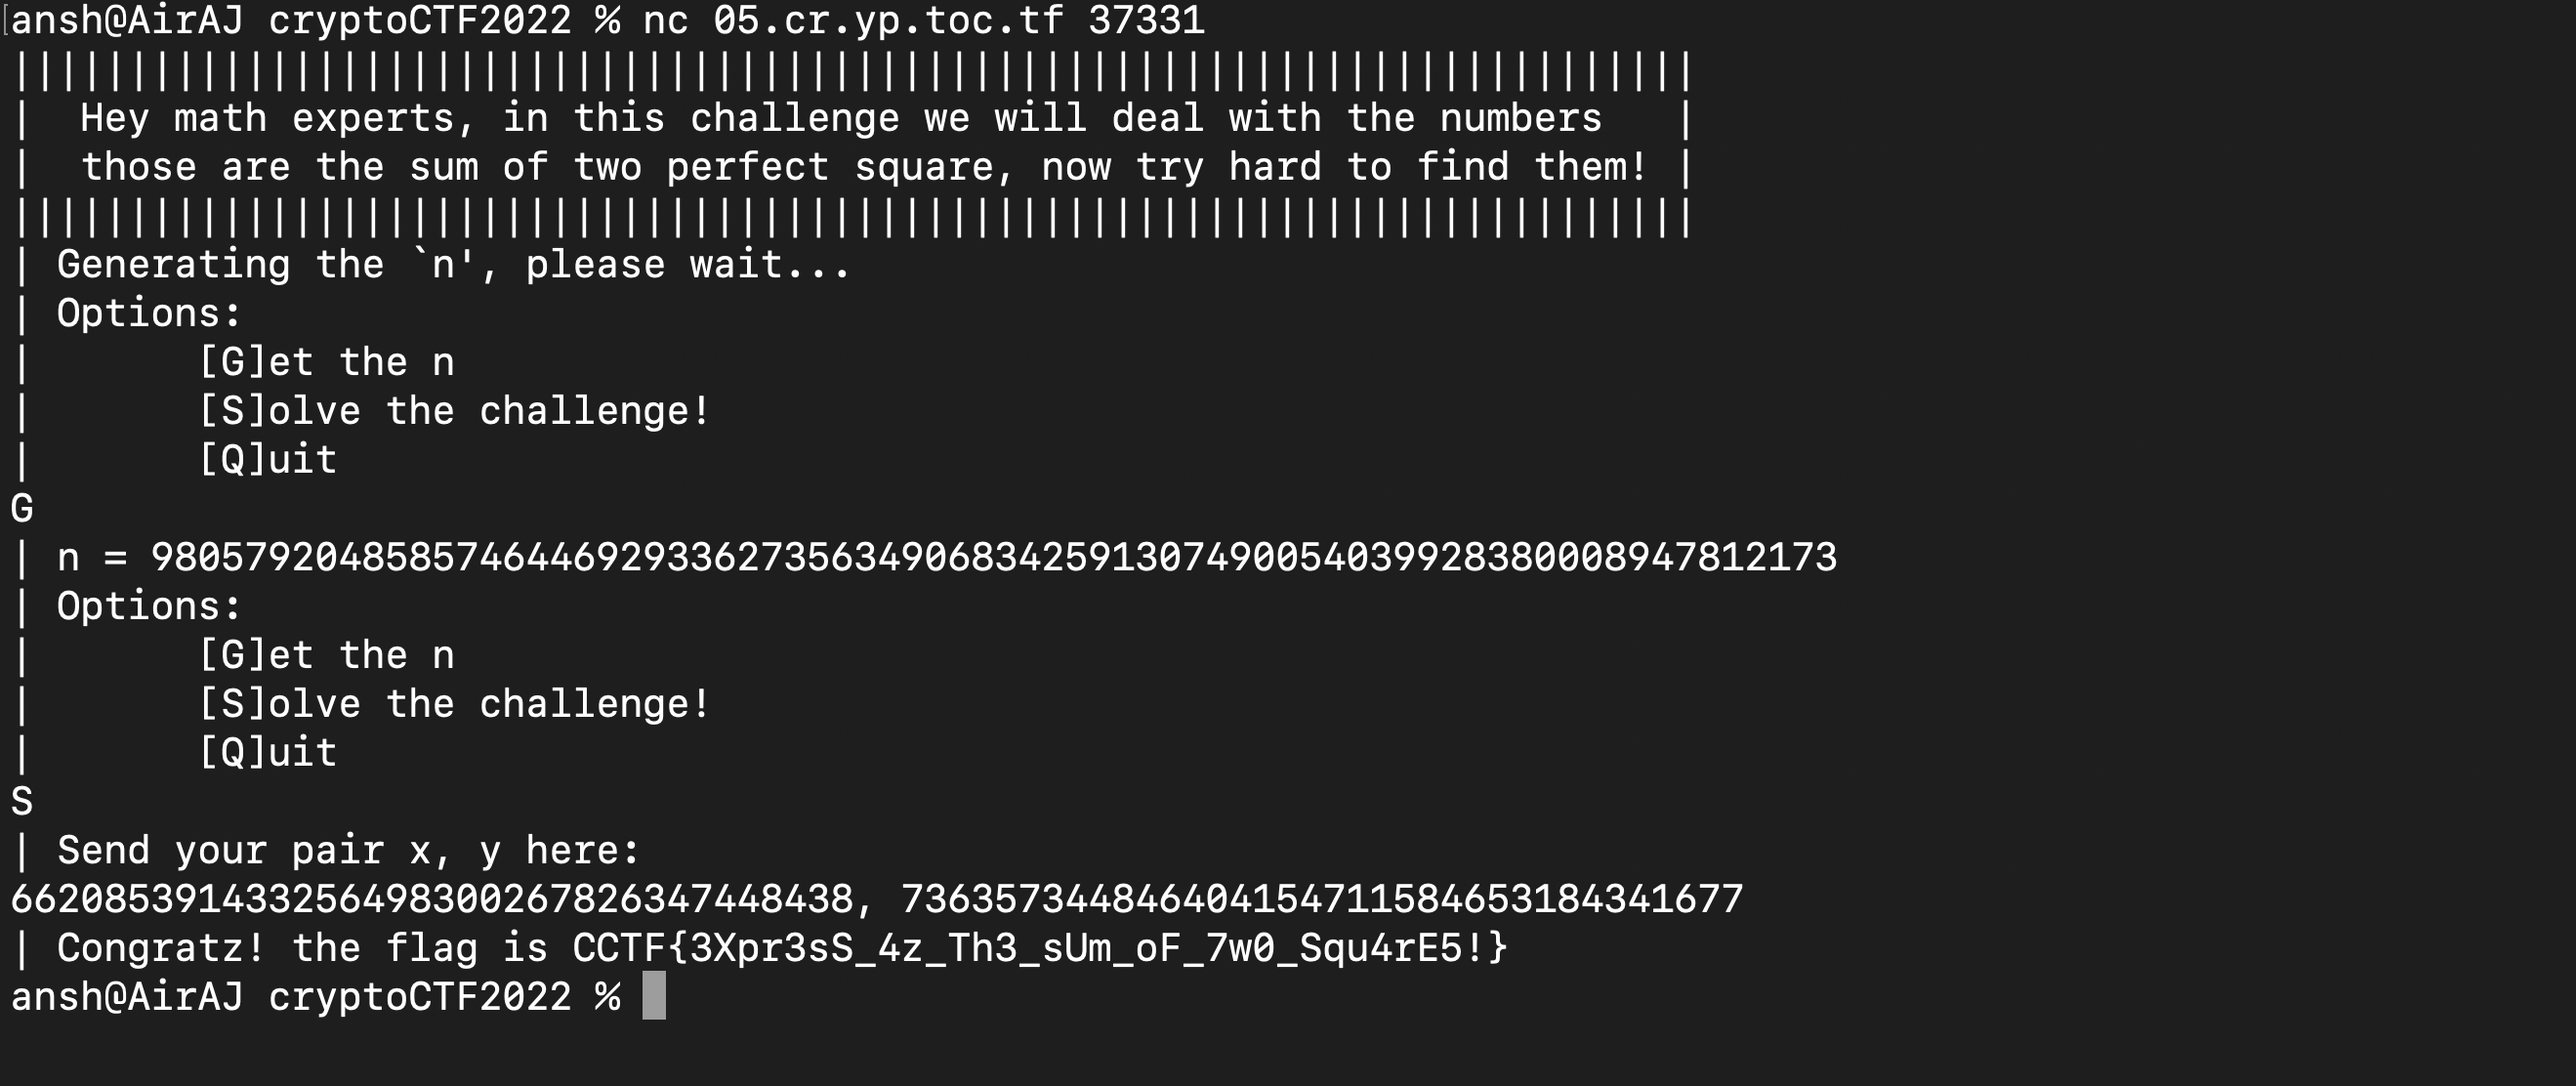 ansh@AirAJ cryptoCTF2022 % nc 05.cr.yp.toc.tf 37331
||||||||||||||||||||||||||||||||||||||||||||||||||||||||||||||||||||||||
|  Hey math experts, in this challenge we will deal with the numbers   |
|  those are the sum of two perfect square, now try hard to find them! |
||||||||||||||||||||||||||||||||||||||||||||||||||||||||||||||||||||||||
| Generating the `n', please wait...
| Options:
|       [G]et the n
|       [S]olve the challenge!
|       [Q]uit
G
| n = 980579204858574644692933627356349068342591307490054039928380008947812173
| Options:
|       [G]et the n
|       [S]olve the challenge!
|       [Q]uit
S
| Send your pair x, y here:
662085391433256498300267826347448438, 736357344846404154711584653184341677
| Congratz! the flag is CCTF{3Xpr3sS_4z_Th3_sUm_oF_7w0_Squ4rE5!}
ansh@AirAJ cryptoCTF2022 %